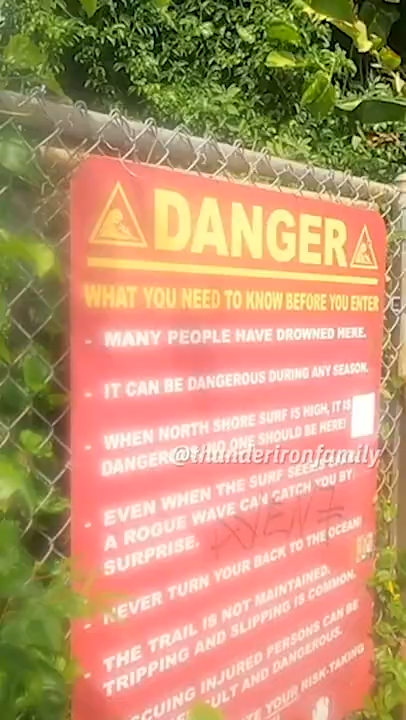 DANGER
WHAT YOU NEED TO KNOW BEFORE YOU ENTER
- MANY PEOPLE HAVE DROWNED HERE.
- IT CAN BE DANGEROUS DURING ANY SEASON.
- WHEN NORTH SHORE SURF IS HIGH, IT IS
DANGEROUS AND NO ONE SHOULD BE HERE!
@thunderironfamily
- EVEN WHEN THE SURF SEEMS
A ROGUE WAVE CAN CATCH YOU BY
SURPRISE.
- NEVER TURN YOUR BACK TO THE OCEAN!
- THE TRAIL IS NOT MAINTAINED.
TRIPPING AND SLIPPING IS COMMON.
- RESCUING INJURED PERSONS CAN BE
DIFFICULT AND DANGEROUS.
YOUR RISK-TAKING